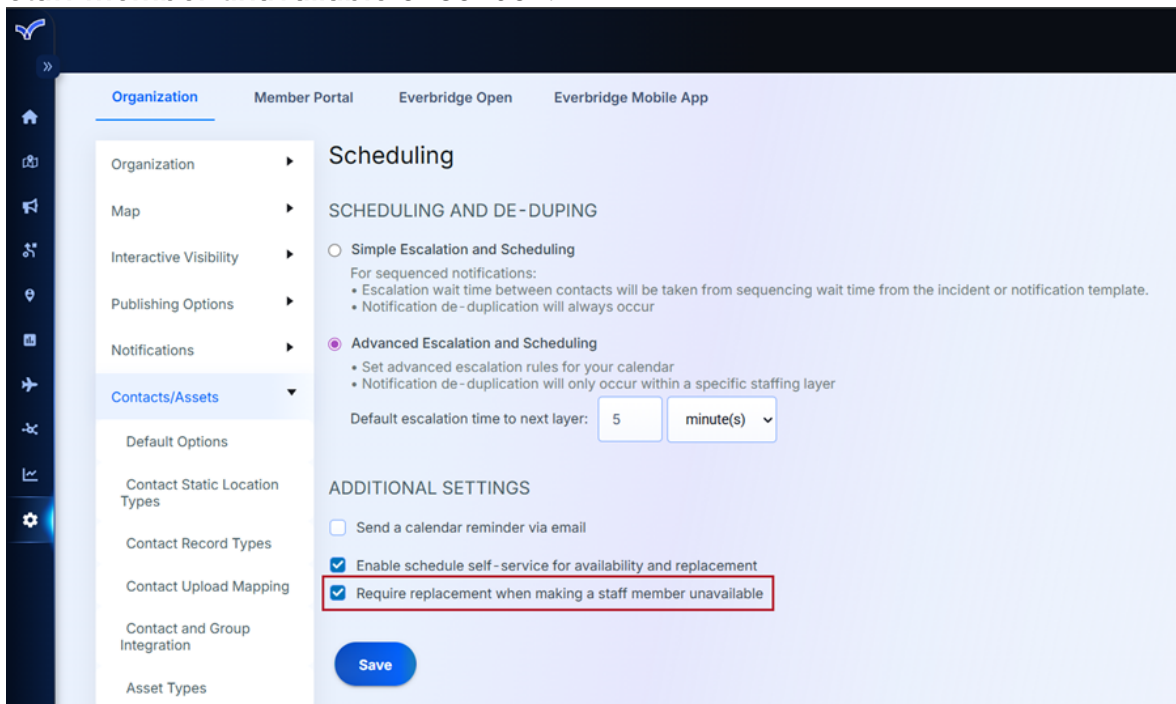 Organization Member Portal Everbridge Open Everbridge Mobile App
Organization
Map
Interactive Visibility
Publishing Options
Notifications
Contacts/Assets
Default Options
Contact Static Location
Types
Contact Record Types
Contact Upload Mapping
Contact and Group
Integration
Asset Types
Scheduling
SCHEDULING AND DE-DUPING
Simple Escalation and Scheduling
For sequenced notifications:
• Escalation wait time between contacts will be taken from sequencing wait time from the incident or notification template.
• Notification de-duplication will always occur
Advanced Escalation and Scheduling
• Set advanced escalation rules for your calendar
• Notification de-duplication will only occur within a specific staffing layer
Default escalation time to next layer: 5 minute(s)
ADDITIONAL SETTINGS
Send a calendar reminder via email
Enable schedule self-service for availability and replacement
Require replacement when making a staff member unavailable
Save